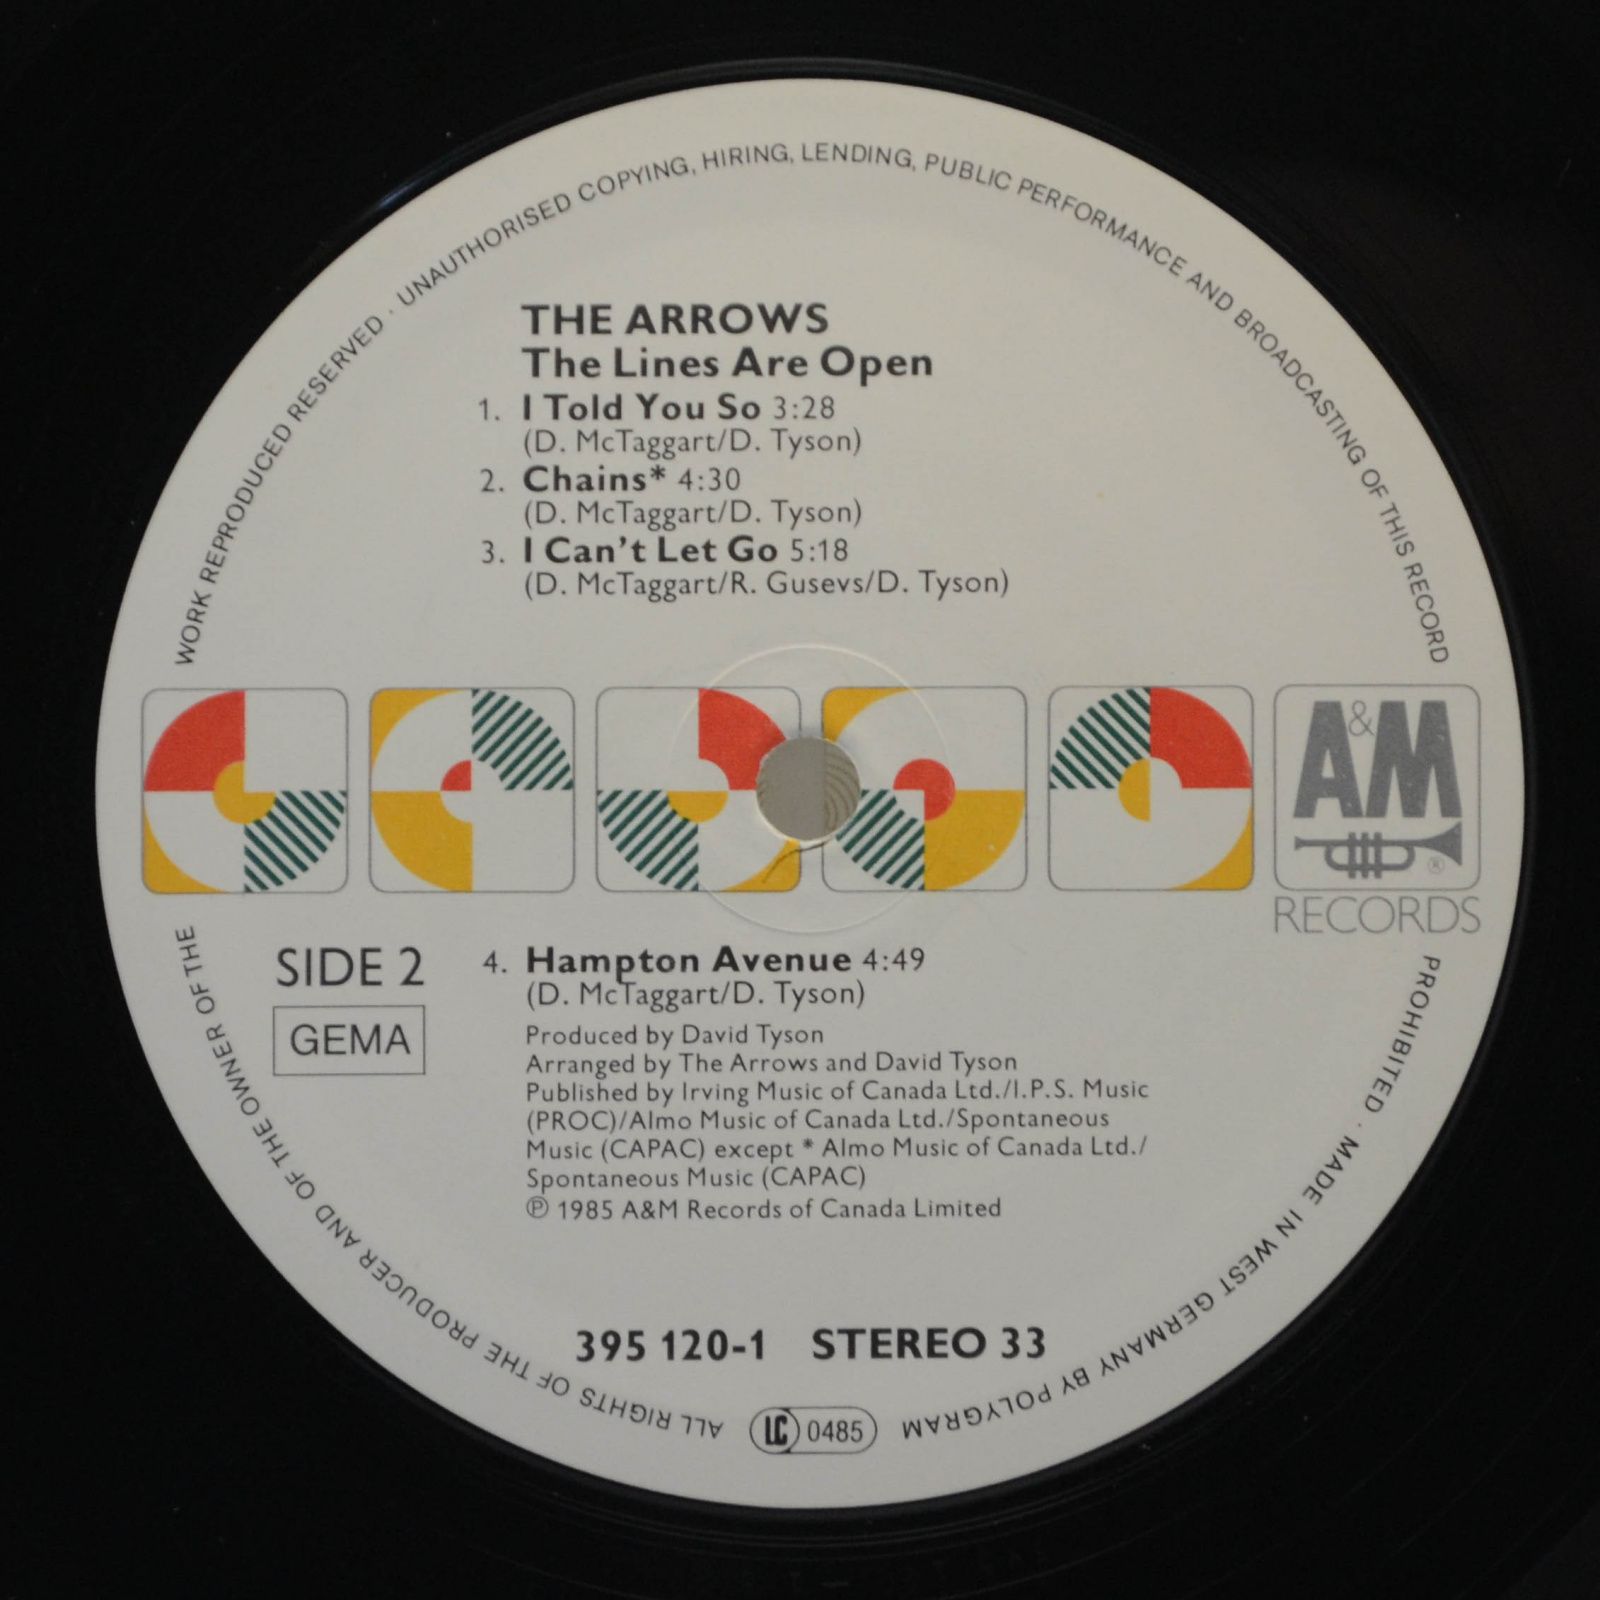 THE ARROWS
The Lines Are Open
1. I Told You So 3:28
(D. McTaggart/D. Tyson)
2. Chains* 4:30
(D. McTaggart/D. Tyson)
3. I Can't Let Go 5:18
(D. McTaggart/R. Gusevs/D. Tyson)
A&M
®
RECORDS
SIDE 2
GEMA
4. Hampton Avenue 4:49
(D. McTaggart/D. Tyson)
Produced by David Tyson
Arranged by The Arrows and David Tyson
Published by Irving Music of Canada Ltd./I.P.S. Music
(PROC)/Almo Music of Canada Ltd./Spontaneous
Music (CAPAC) except * Almo Music of Canada Ltd./
Spontaneous Music (CAPAC)
℗ 1985 A&M Records of Canada Limited
395 120-1 STEREO 33
LC 0485
ALL RIGHTS OF THE PRODUCER AND OF THE OWNER OF THE WORK REPRODUCED RESERVED · UNAUTHORISED COPYING, HIRING, LENDING, PUBLIC PERFORMANCE AND BROADCASTING OF THIS RECORD PROHIBITED · MADE IN WEST GERMANY BY POLYGRAM